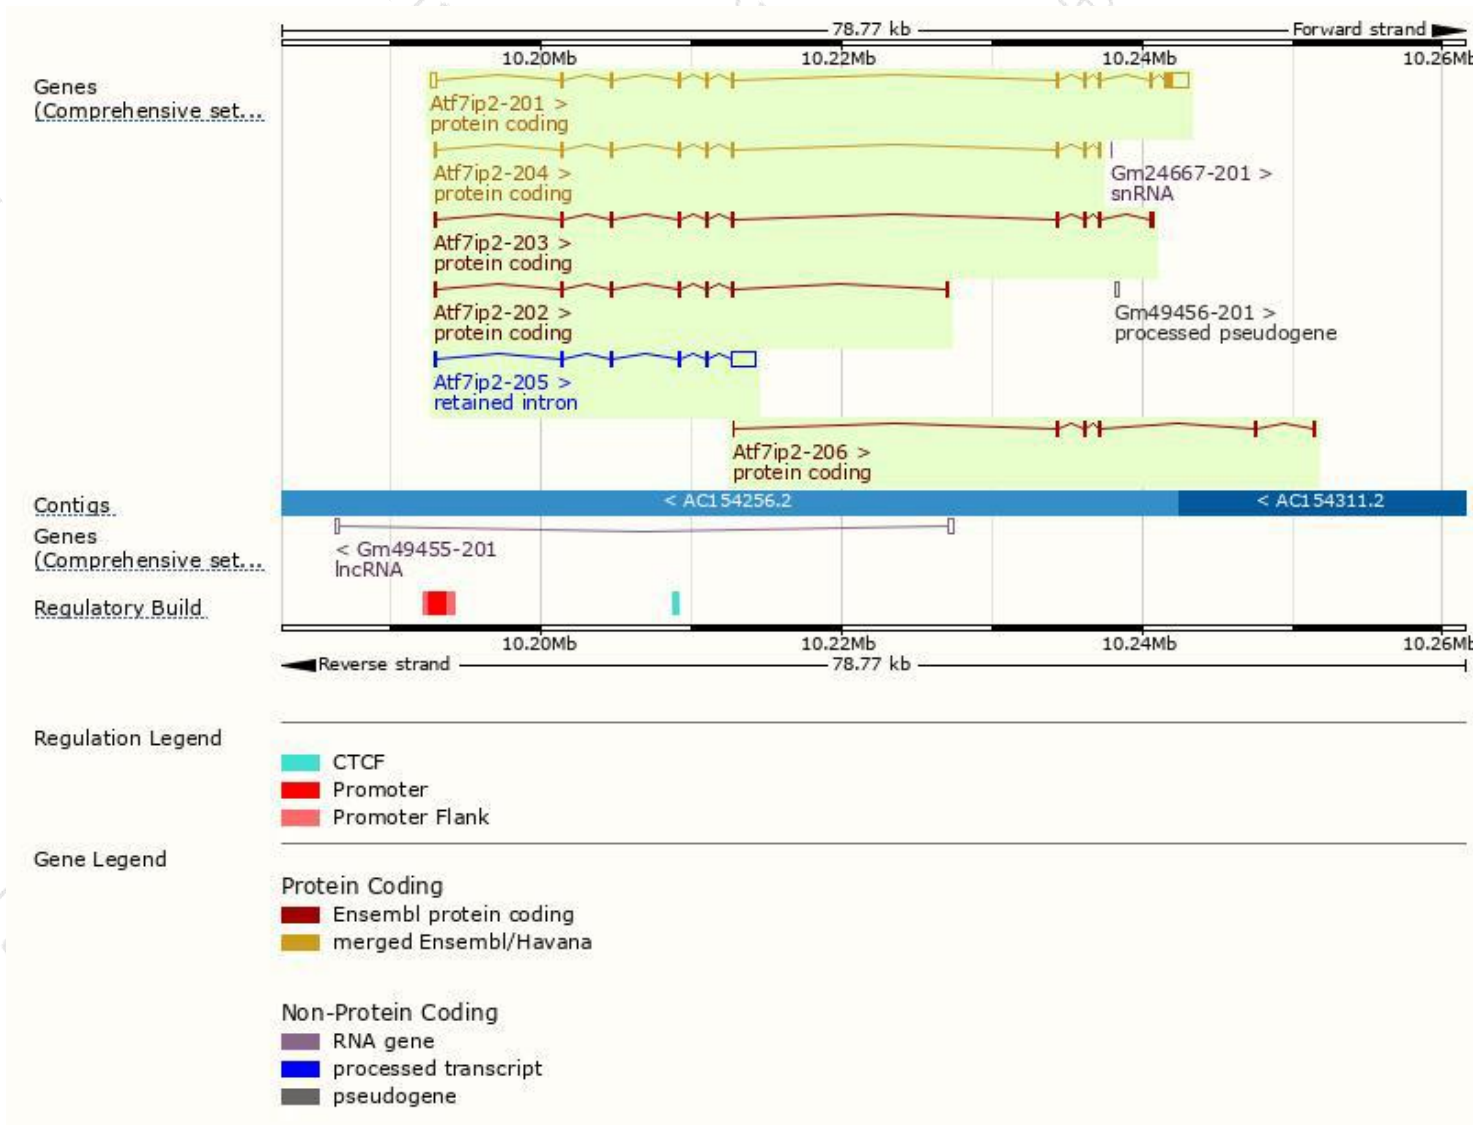 78.77 kb
Forward strand
10.20Mb 10.22Mb 10.24Mb 10.26Mb
Genes
(Comprehensive set...
Atf7ip2-201 >
protein coding
Atf7ip2-204 >
protein coding
Gm24667-201 >
snRNA
Atf7ip2-203 >
protein coding
Atf7ip2-202 >
protein coding
Gm49456-201 >
processed pseudogene
Atf7ip2-205 >
retained intron
Atf7ip2-206 >
protein coding
Contigs
< AC154256.2
< AC154311.2
Genes
(Comprehensive set...
< Gm49455-201
lncRNA
Regulatory Build
10.20Mb 10.22Mb 10.24Mb 10.26Mb
Reverse strand
78.77 kb
Regulation Legend
CTCF
Promoter
Promoter Flank
Gene Legend
Protein Coding
Ensembl protein coding
merged Ensembl/Havana
Non-Protein Coding
RNA gene
processed transcript
pseudogene